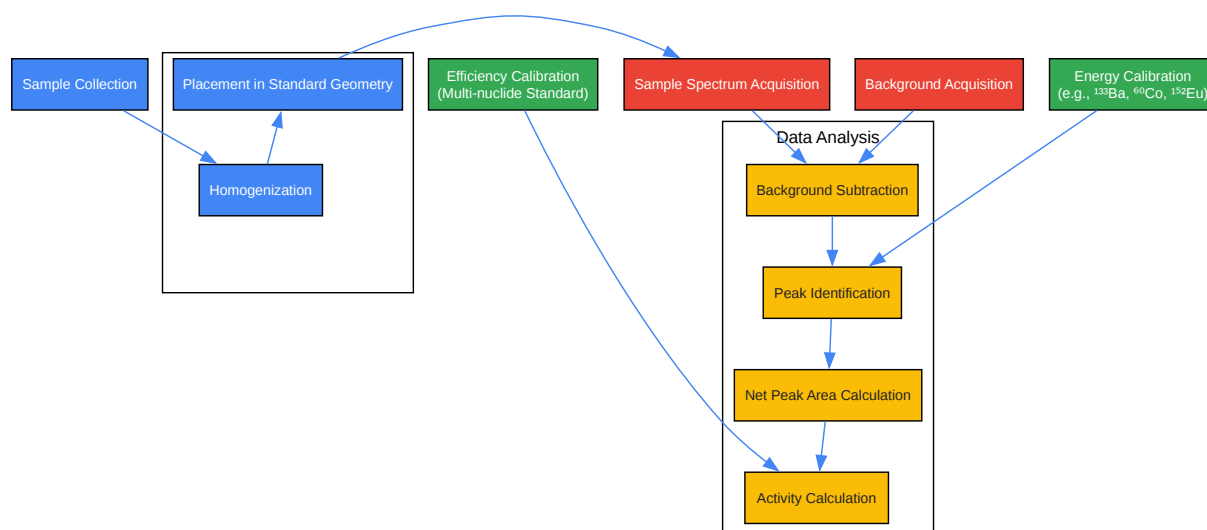 Sample Collection
Placement in Standard Geometry
Efficiency Calibration
(Multi-nuclide Standard)
Sample Spectrum Acquisition
Background Acquisition
Energy Calibration
(e.g., ¹³³Ba, ⁶⁰Co, ¹⁵²Eu)
Data Analysis
Homogenization
Background Subtraction
Peak Identification
Net Peak Area Calculation
Activity Calculation